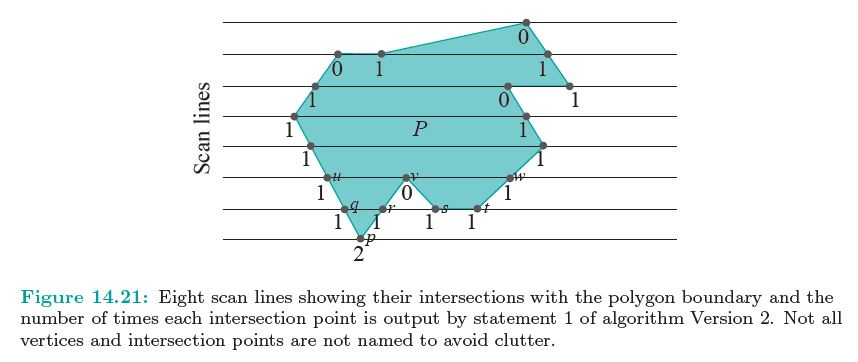 0
0 1 1
1 0 1
Scan lines
1 P 1
1 1
u v w
1 0 1
q r s t
1 1 1 1
p
2
Figure 14.21: Eight scan lines showing their intersections with the polygon boundary and the
number of times each intersection point is output by statement 1 of algorithm Version 2. Not all
vertices and intersection points are not named to avoid clutter.